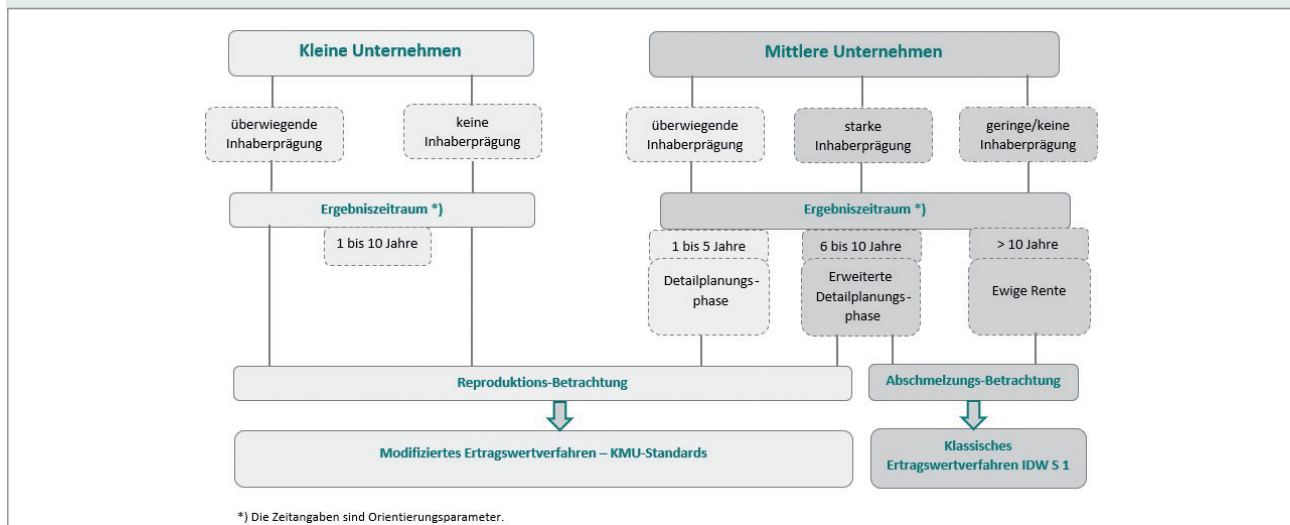 Kleine Unternehmen
Mittlere Unternehmen
überwiegende
Inhaberprägung
keine
Inhaberprägung
überwiegende
Inhaberprägung
starke
Inhaberprägung
geringe/keine
Inhaberprägung
Ergebniszeitraum *)
Ergebniszeitraum *)
1 bis 10 Jahre
1 bis 5 Jahre
6 bis 10 Jahre
> 10 Jahre
Detailplanungs-
phase
Erweiterte
Detailplanungs-
phase
Ewige Rente
Reproduktions-Betrachtung
Abschmelzungs-Betrachtung
Modifiziertes Ertragswertverfahren – KMU-Standards
Klassisches
Ertragswertverfahren IDW S 1
*) Die Zeitangaben sind Orientierungsparameter.